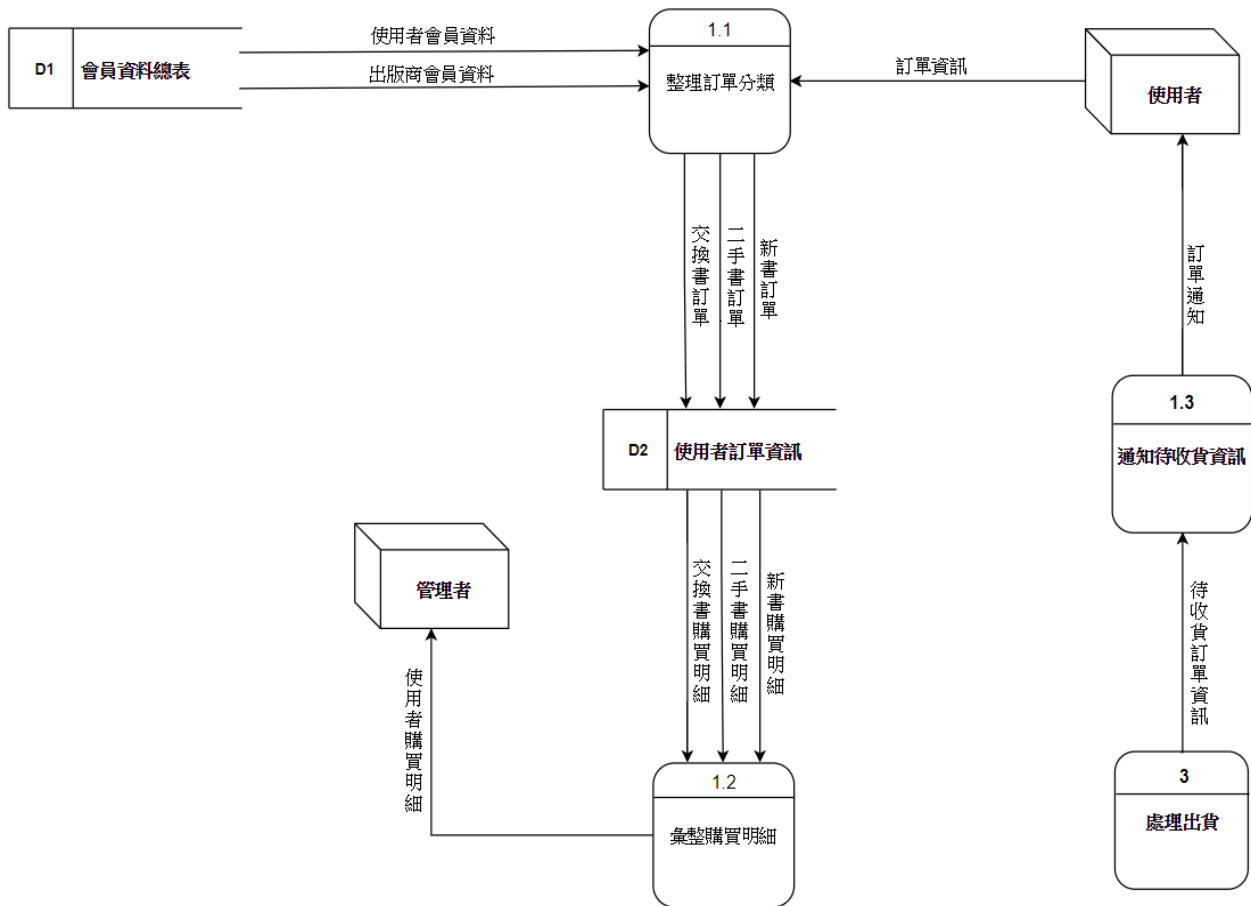 D1
會員資料總表
使用者會員資料
出版商會員資料
1.1
整理訂單分類
訂單資訊
使用者
交換書訂單
二手書訂單
新書訂單
訂單通知
D2
使用者訂單資訊
1.3
通知待收貨資訊
管理者
交換書購買明細
二手書購買明細
新書購買明細
待收貨訂單資訊
使用者購買明細
1.2
彙整購買明細
3
處理出貨